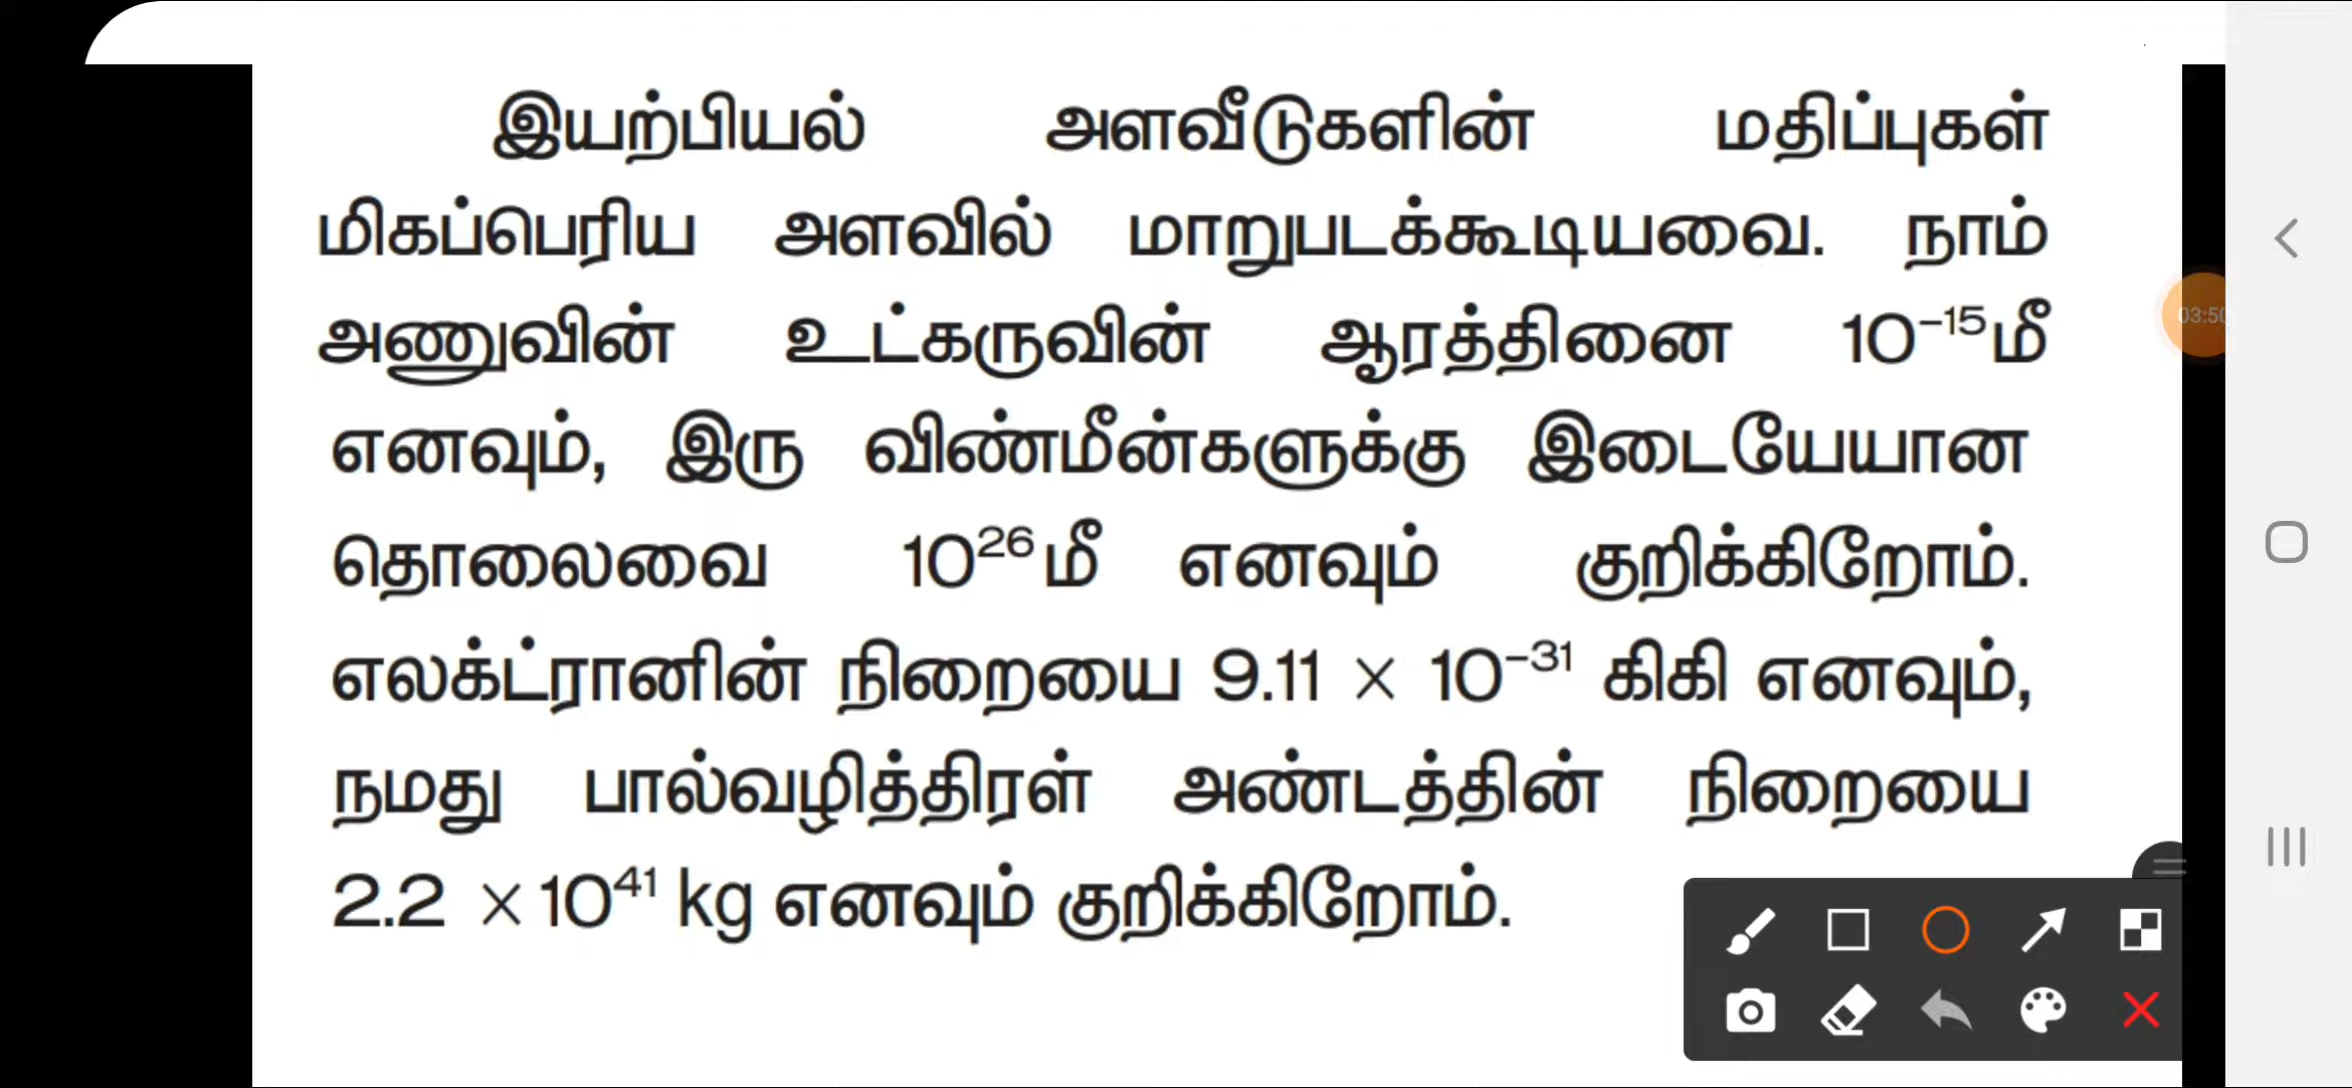 இயற்பியல் அளவீடுகளின் மதிப்புகள்
மிகப்பெரிய அளவில் மாறுபடக்கூடியவை. நாம்
அணுவின் உட்கருவின் ஆரத்தினை 10⁻¹⁵மீ
எனவும், இரு விண்மீன்களுக்கு இடையேயான
தொலைவை 10²⁶மீ எனவும் குறிக்கிறோம்.
எலக்ட்ரானின் நிறையை 9.11 × 10⁻³¹ கிகி எனவும்,
நமது பால்வழித்திரள் அண்டத்தின் நிறையை
2.2 × 10⁴¹ kg எனவும் குறிக்கிறோம்.
03:50